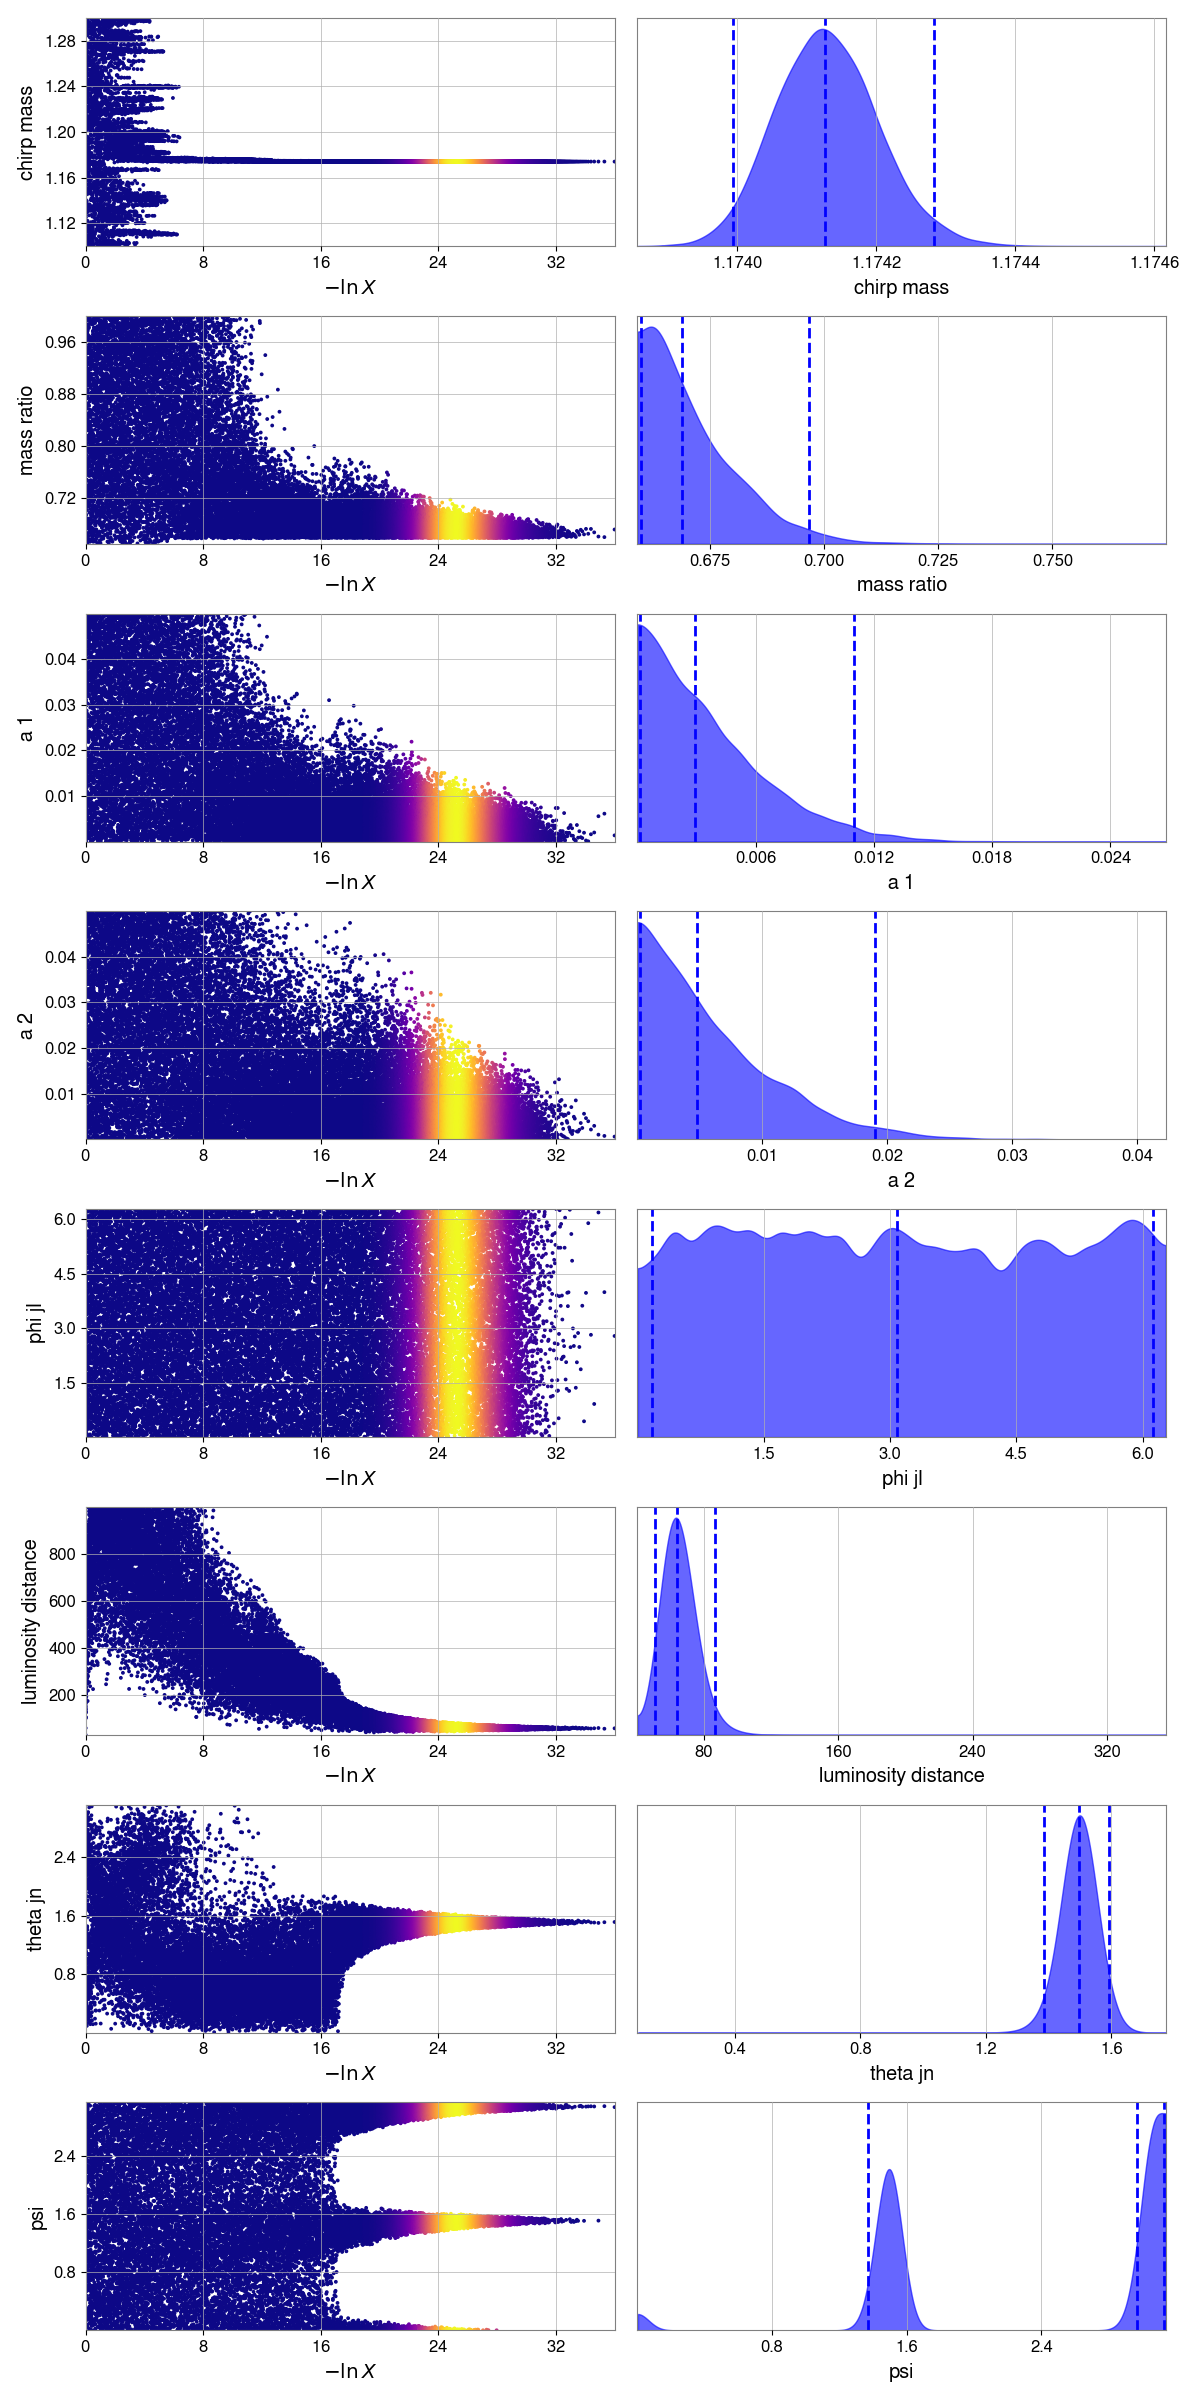 1.28
1.24
1.20
1.16
1.12
chirp mass
0 8 16 24 32
−ln X
1.1740 1.1742 1.1744 1.1746
chirp mass
0.96
0.88
0.80
0.72
mass ratio
0 8 16 24 32
−ln X
0.675 0.700 0.725 0.750
mass ratio
0.04
0.03
0.02
0.01
a 1
0 8 16 24 32
−ln X
0.006 0.012 0.018 0.024
a 1
0.04
0.03
0.02
0.01
a 2
0 8 16 24 32
−ln X
0.01 0.02 0.03 0.04
a 2
6.0
4.5
3.0
1.5
phi jl
0 8 16 24 32
−ln X
1.5 3.0 4.5 6.0
phi jl
800
600
400
200
luminosity distance
0 8 16 24 32
−ln X
80 160 240 320
luminosity distance
2.4
1.6
0.8
theta jn
0 8 16 24 32
−ln X
0.4 0.8 1.2 1.6
theta jn
2.4
1.6
0.8
psi
0 8 16 24 32
−ln X
0.8 1.6 2.4
psi